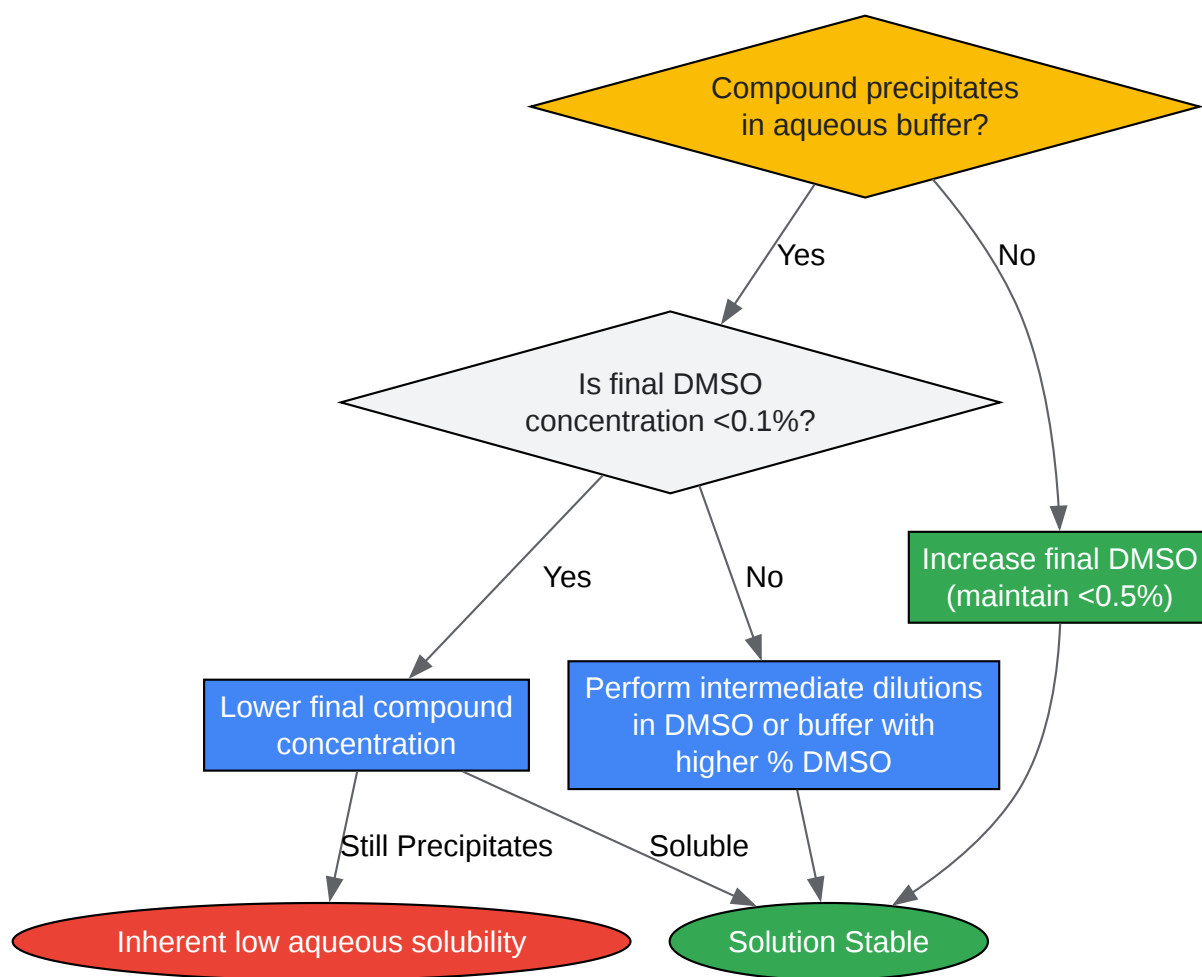 Compound precipitates
in aqueous buffer?
Yes
No
Is final DMSO
concentration <0.1%?
Yes
No
Increase final DMSO
(maintain <0.5%)
Lower final compound
concentration
Perform intermediate dilutions
in DMSO or buffer with
higher % DMSO
Still Precipitates
Soluble
Inherent low aqueous solubility
Solution Stable